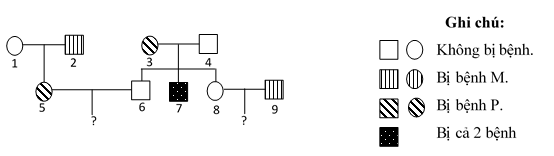 Ghi chú:
Không bị bệnh.
Bị bệnh M.
Bị bệnh P.
Bị cả 2 bệnh
1 2 3 4
5 6 7 8 9
? ?